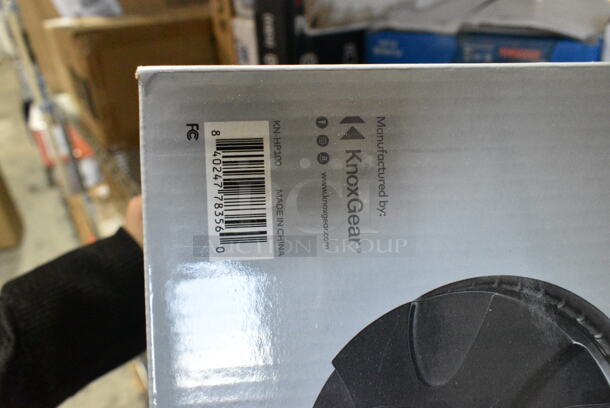 Manufactured by:
KnoxGear
www.knoxgear.com
KN-HP100 MADE IN CHINA
8 40247 78356 0
FC
AUCTION GROUP